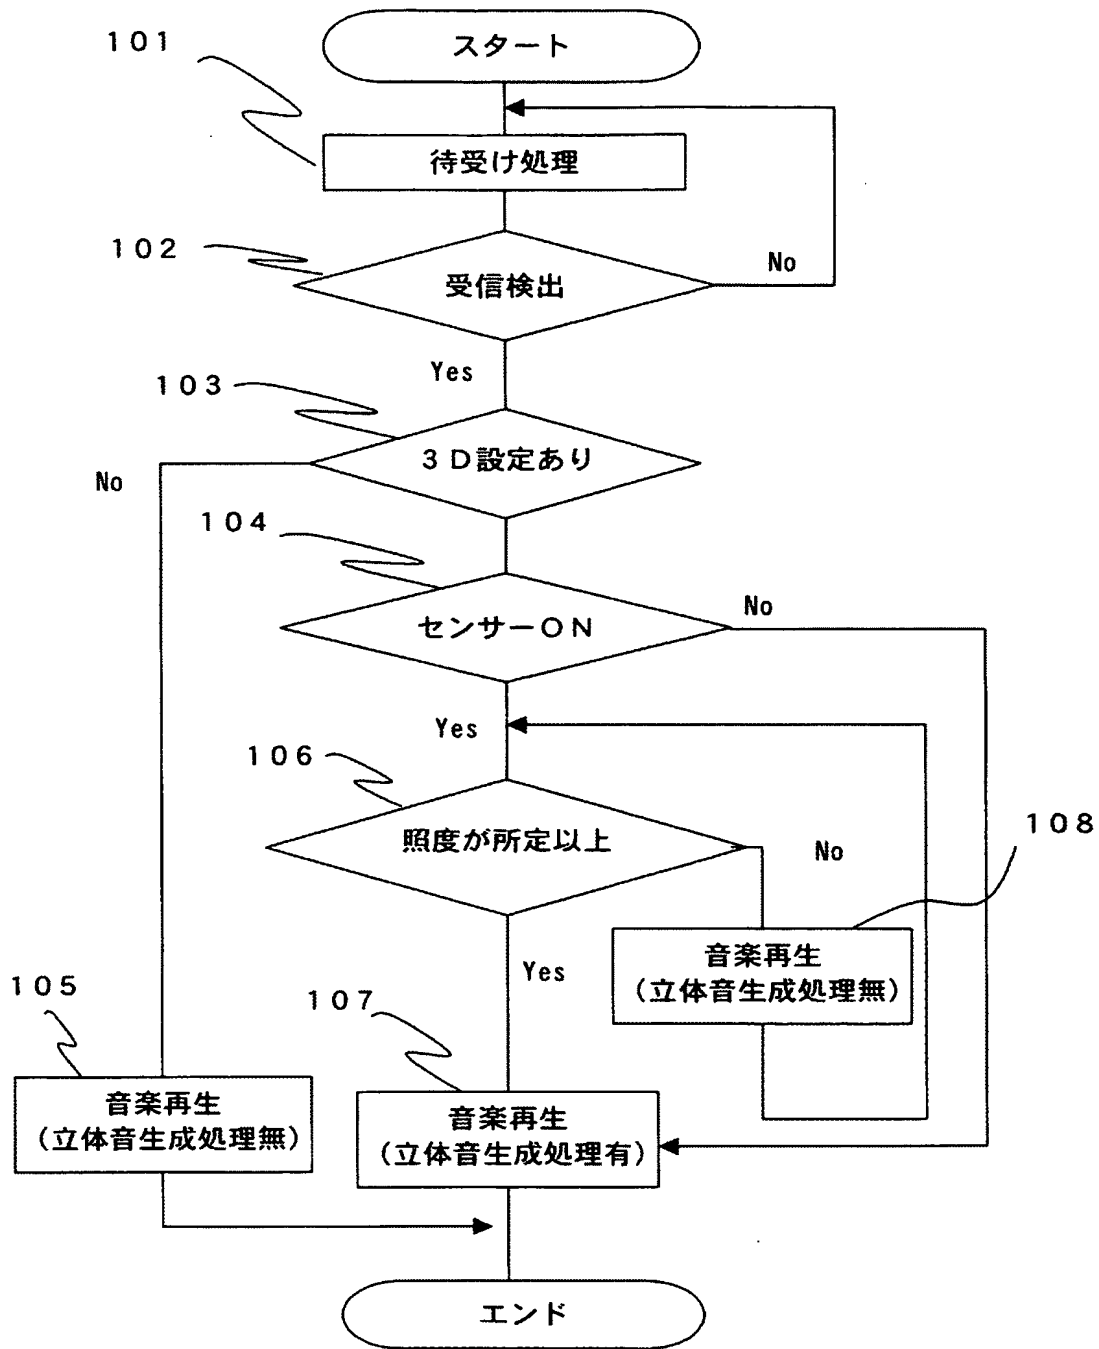 スタート
101
待受け処理
102
受信検出
No
Yes
103
3D設定あり
No
104
センサーON
No
Yes
106
照度が所定以上
No
108
Yes
音楽再生
(立体音生成処理無)
105
107
音楽再生
(立体音生成処理無)
音楽再生
(立体音生成処理有)
エンド